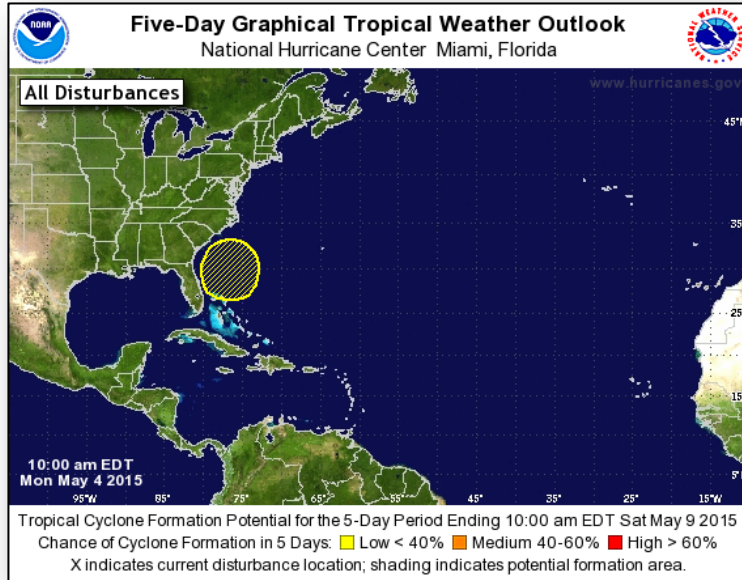 Five-Day Graphical Tropical Weather Outlook
National Hurricane Center Miami, Florida
NOAA
All Disturbances
www.hurricanes.gov
45°N
25
15
10:00 am EDT
Mon May 4 2015
95°W 85° 75° 65° 55° 45° 35° 25° 15°W
Tropical Cyclone Formation Potential for the 5-Day Period Ending 10:00 am EDT Sat May 9 2015
Chance of Cyclone Formation in 5 Days: Low < 40% Medium 40-60% High > 60%
X indicates current disturbance location; shading indicates potential formation area.